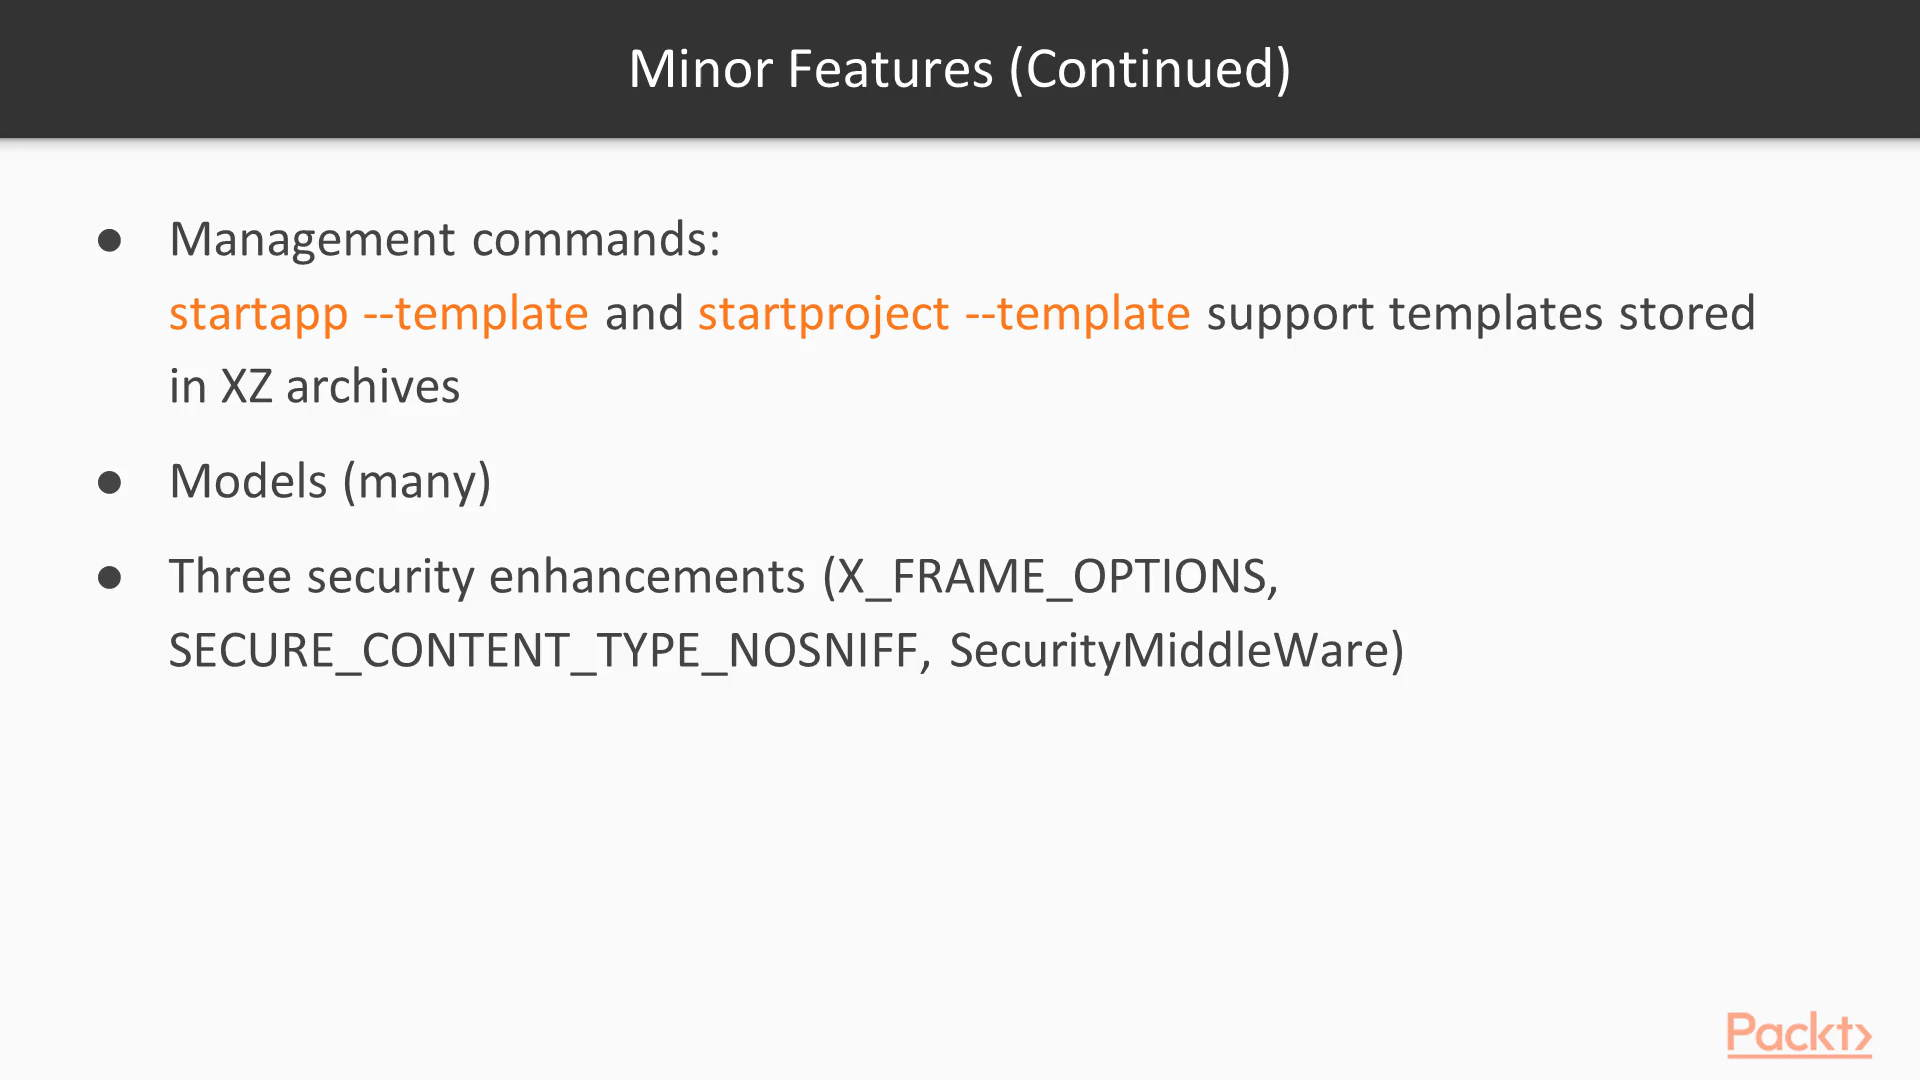 Minor Features (Continued)
● Management commands:
startapp --template and startproject --template support templates stored
in XZ archives
● Models (many)
● Three security enhancements (X_FRAME_OPTIONS,
SECURE_CONTENT_TYPE_NOSNIFF, SecurityMiddleWare)
Packt>